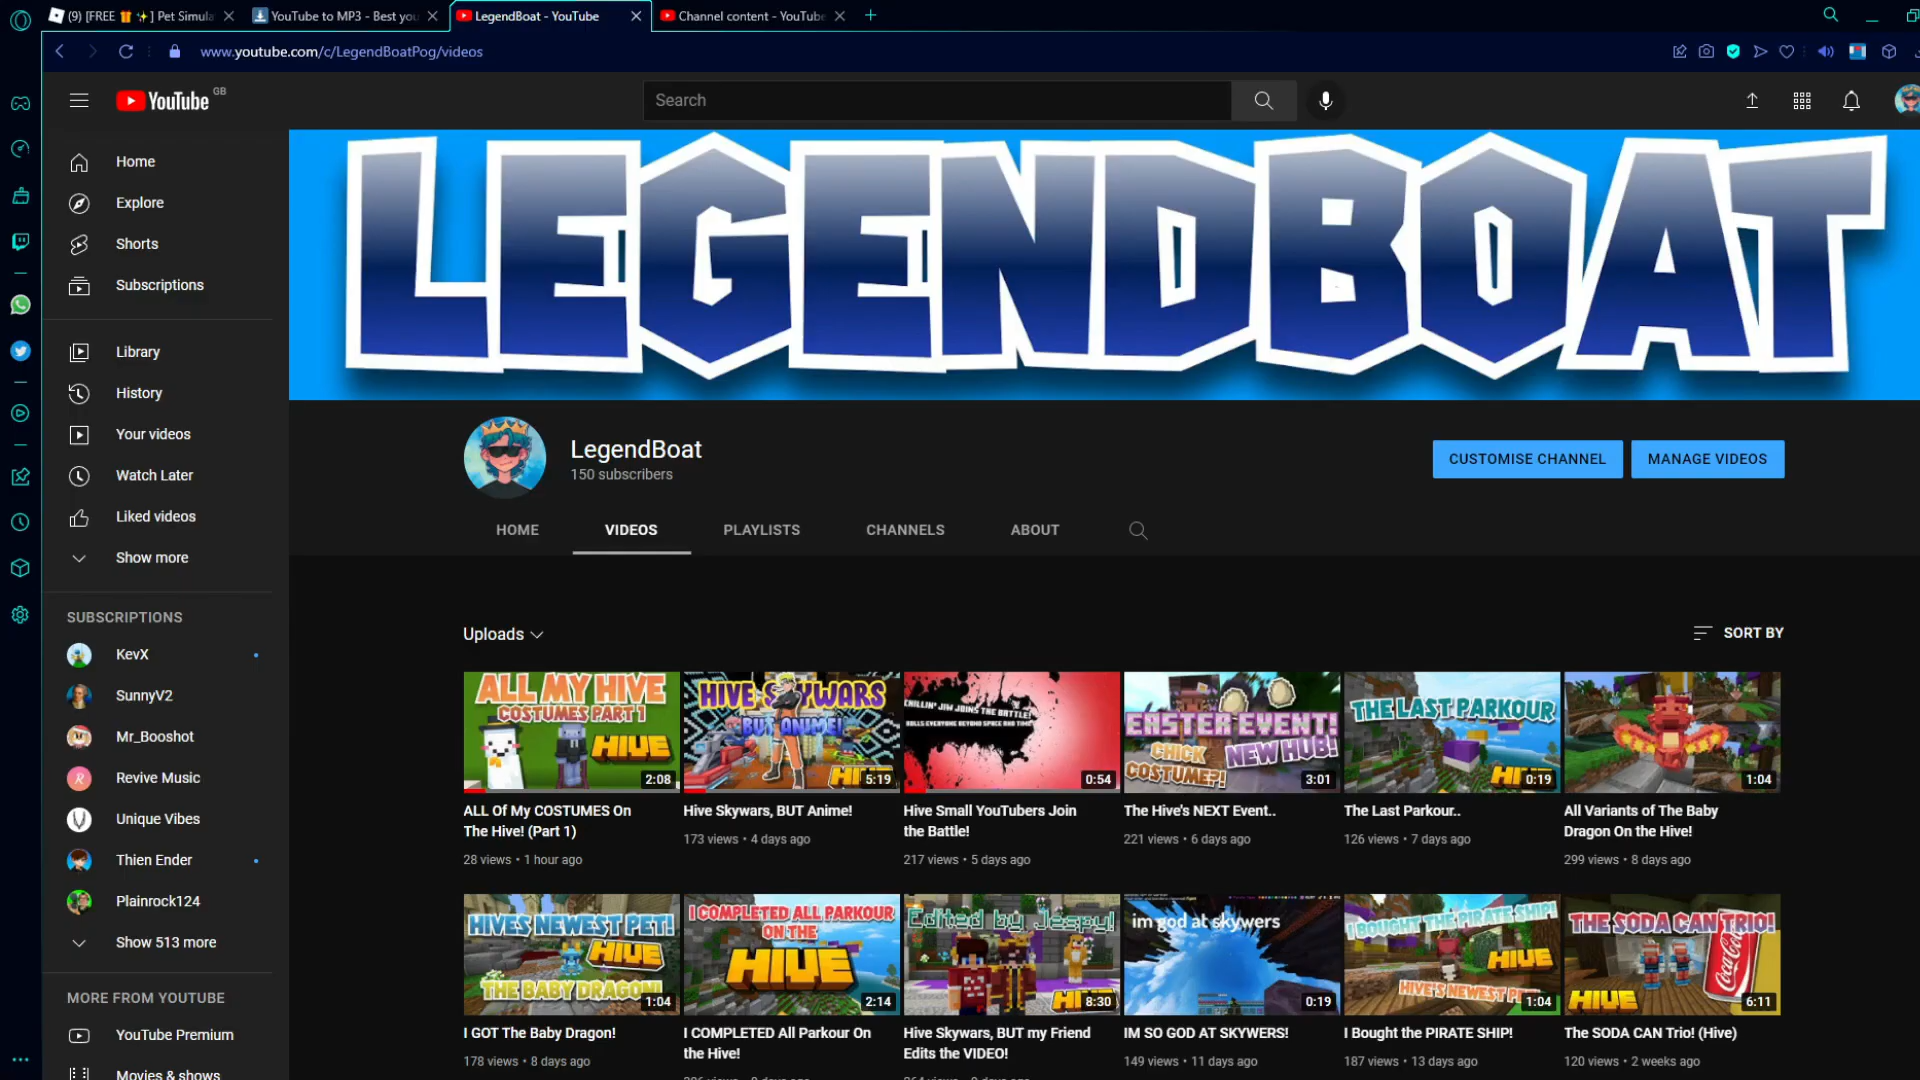 (9) [FREE 🎁✨] Pet Simula
YouTube to MP3 - Best you
LegendBoat - YouTube
Channel content - YouTube
www.youtube.com/c/LegendBoatPog/videos
YouTube GB
Search
Home
Explore
Shorts
Subscriptions
Library
History
Your videos
Watch Later
Liked videos
Show more
SUBSCRIPTIONS
KevX
SunnyV2
Mr_Booshot
Revive Music
Unique Vibes
Thien Ender
Plainrock124
Show 513 more
MORE FROM YOUTUBE
YouTube Premium
Movies & shows
LEGENDBOAT
LegendBoat
150 subscribers
CUSTOMISE CHANNEL
MANAGE VIDEOS
HOME
VIDEOS
PLAYLISTS
CHANNELS
ABOUT
Uploads
SORT BY
ALL MY HIVE
COSTUMES PART 1
HIVE
2:08
ALL Of My COSTUMES On
The Hive! (Part 1)
28 views • 1 hour ago
HIVE SKYWARS
BUT ANIME!
5:19
Hive Skywars, BUT Anime!
173 views • 4 days ago
CHILLIN' JIM JOINS THE BATTLE!
0:54
Hive Small YouTubers Join
the Battle!
217 views • 5 days ago
EASTER EVENT!
CHICK
COSTUME?!
NEW HUB!
3:01
The Hive's NEXT Event..
221 views • 6 days ago
THE LAST PARKOUR
0:19
The Last Parkour..
126 views • 7 days ago
1:04
All Variants of The Baby
Dragon On the Hive!
299 views • 8 days ago
HIVES NEWEST PET!
HIVE
THE BABY DRAGON!
1:04
I GOT The Baby Dragon!
178 views • 8 days ago
I COMPLETED ALL PARKOUR
ON THE
HIVE
2:14
I COMPLETED All Parkour On
the Hive!
Edited by Jespy!
8:30
Hive Skywars, BUT my Friend
Edits the VIDEO!
im god at skywers
0:19
IM SO GOD AT SKYWERS!
149 views • 11 days ago
I BOUGHT THE PIRATE SHIP!
HIVE
HIVE'S NEWEST PE
1:04
I Bought the PIRATE SHIP!
187 views • 13 days ago
THE SODA CAN TRIO!
Coca-Cola
HIVE
6:11
The SODA CAN Trio! (Hive)
120 views • 2 weeks ago